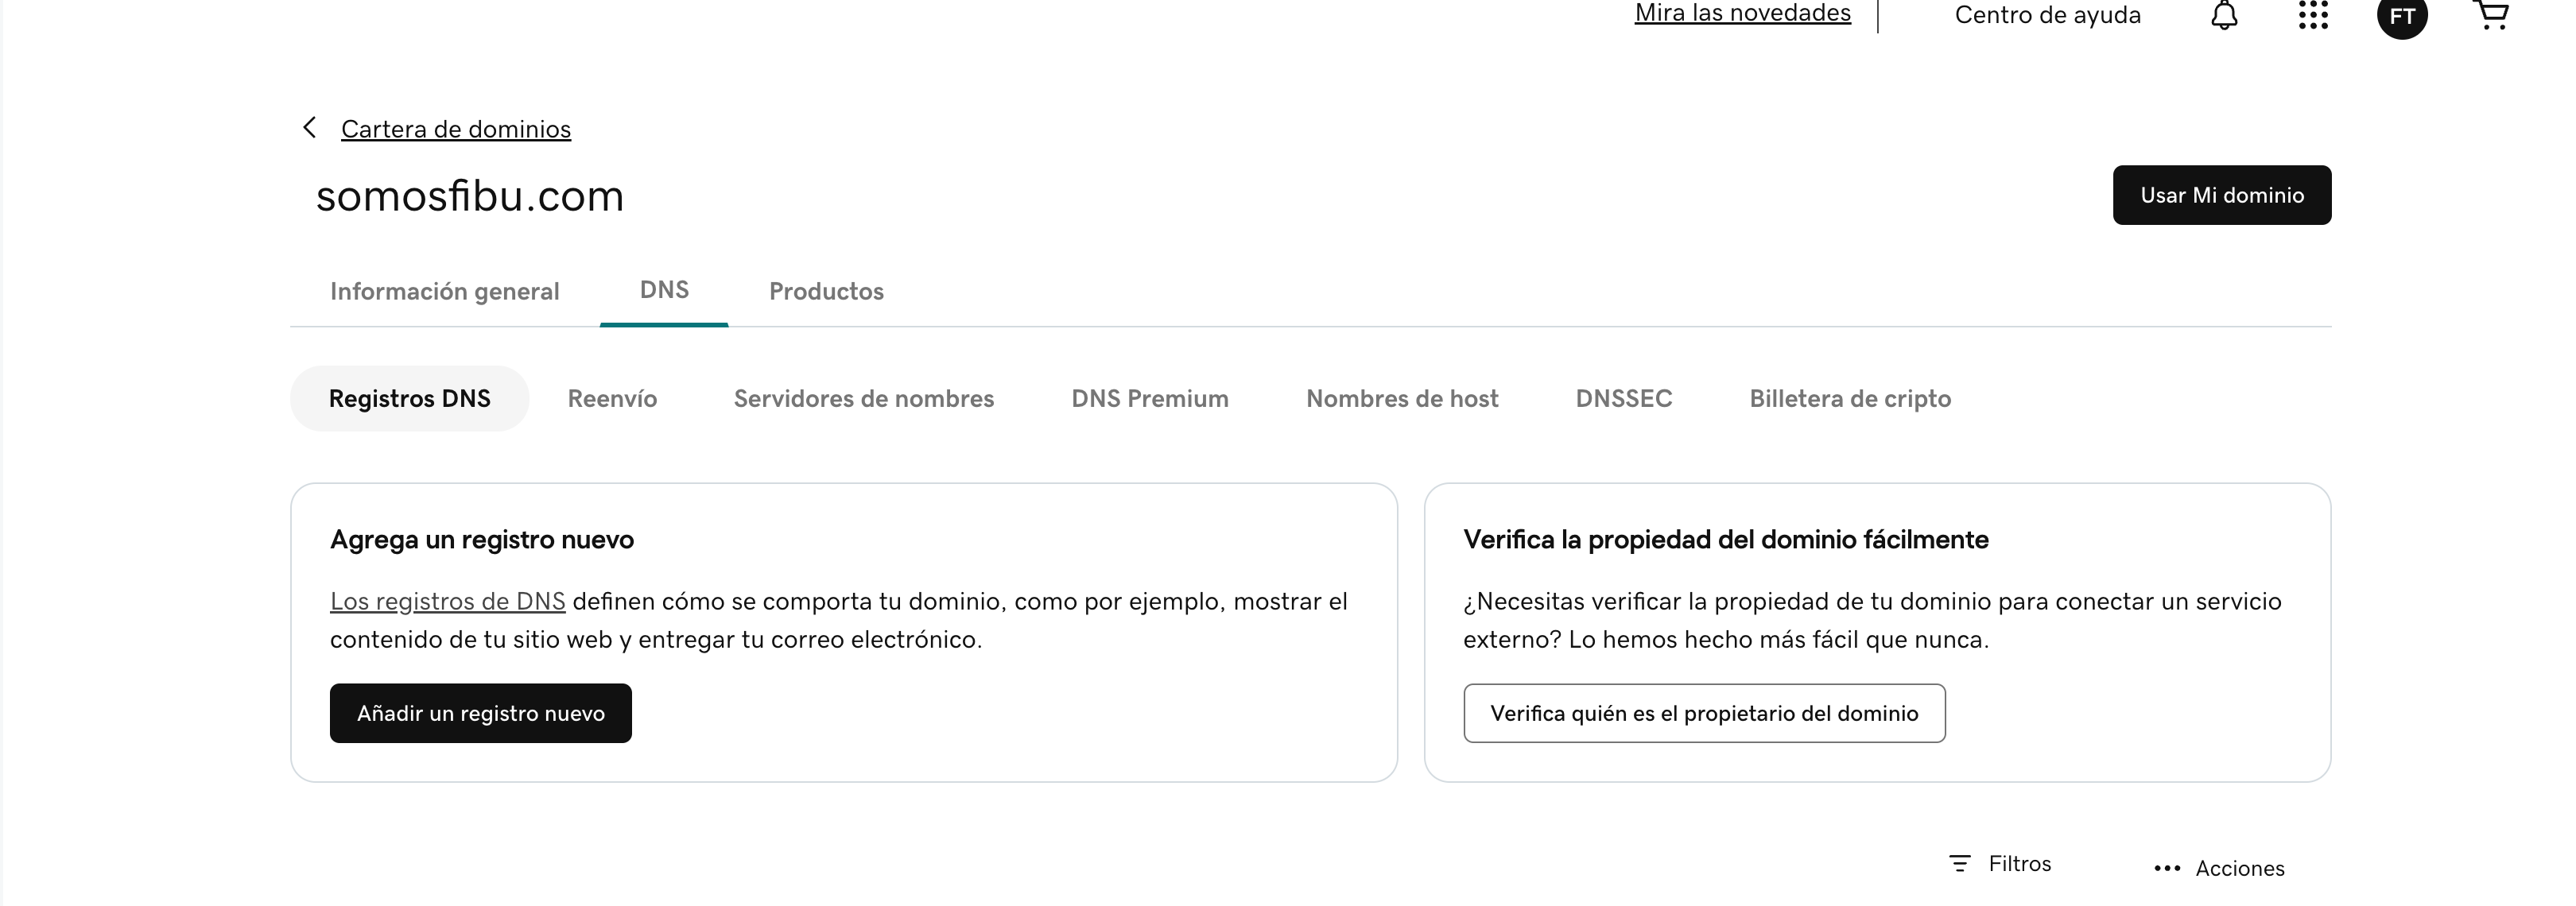 Mira las novedades
Centro de ayuda
FT
Cartera de dominios
somosfibu.com
Usar Mi dominio
Información general
DNS
Productos
Registros DNS
Reenvío
Servidores de nombres
DNS Premium
Nombres de host
DNSSEC
Billetera de cripto
Agrega un registro nuevo
Los registros de DNS definen cómo se comporta tu dominio, como por ejemplo, mostrar el
contenido de tu sitio web y entregar tu correo electrónico.
Añadir un registro nuevo
Verifica la propiedad del dominio fácilmente
¿Necesitas verificar la propiedad de tu dominio para conectar un servicio
externo? Lo hemos hecho más fácil que nunca.
Verifica quién es el propietario del dominio
Filtros
Acciones